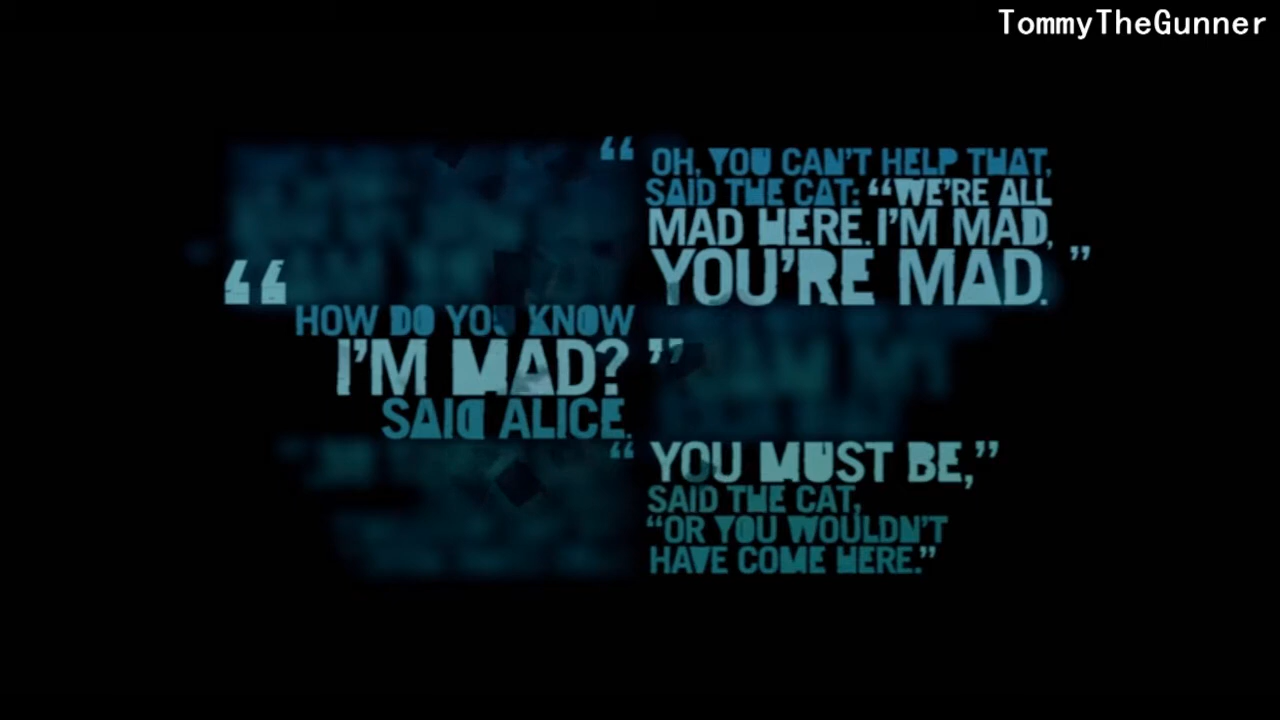 TommyTheGunner
“ OH, YOU CAN’T HELP THAT,
SAID THE CAT: “WE’RE ALL
MAD HERE. I’M MAD,
YOU’RE MAD. ”
“ HOW DO YOU KNOW
I’M MAD? ”
SAID ALICE.
“ YOU MUST BE,”
SAID THE CAT,
“OR YOU WOULDN’T
HAVE COME HERE.”